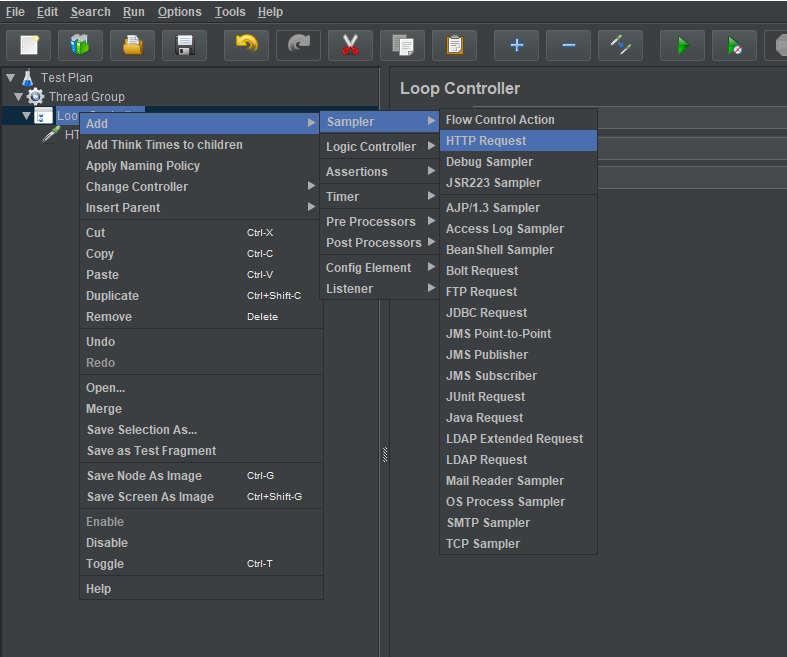 File Edit Search Run Options Tools Help
Test Plan
Thread Group
Loop Controller
HT
Add
Add Think Times to children
Apply Naming Policy
Change Controller
Insert Parent
Cut Ctrl-X
Copy Ctrl-C
Paste Ctrl-V
Duplicate Ctrl+Shift-C
Remove Delete
Undo
Redo
Open...
Merge
Save Selection As...
Save as Test Fragment
Save Node As Image Ctrl-G
Save Screen As Image Ctrl+Shift-G
Enable
Disable
Toggle Ctrl-T
Help
Sampler
Logic Controller
Assertions
Timer
Pre Processors
Post Processors
Config Element
Listener
Flow Control Action
HTTP Request
Debug Sampler
JSR223 Sampler
AJP/1.3 Sampler
Access Log Sampler
BeanShell Sampler
Bolt Request
FTP Request
JDBC Request
JMS Point-to-Point
JMS Publisher
JMS Subscriber
JUnit Request
Java Request
LDAP Extended Request
LDAP Request
Mail Reader Sampler
OS Process Sampler
SMTP Sampler
TCP Sampler
Loop Controller